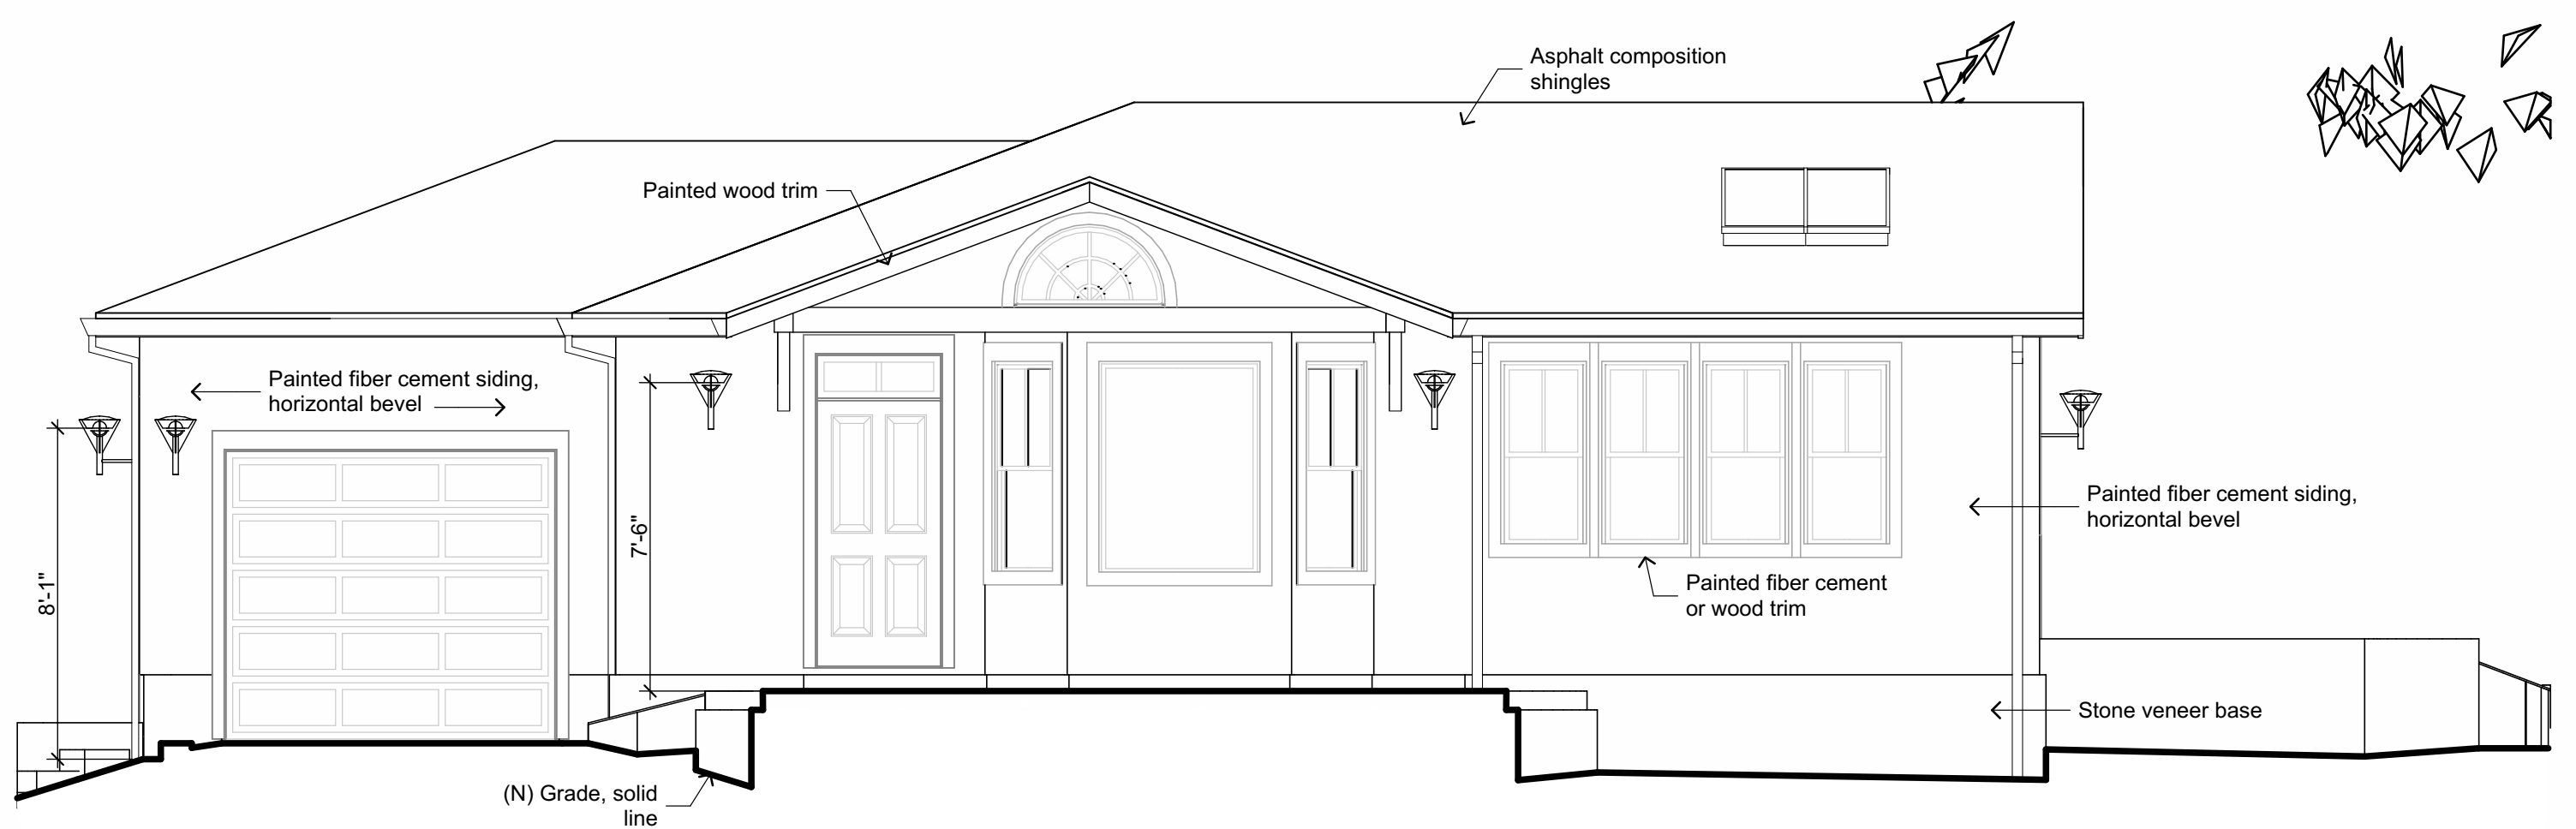 Asphalt composition
shingles
Painted wood trim
Painted fiber cement siding,
horizontal bevel
8'-1"
7'-6"
Painted fiber cement siding,
horizontal bevel
Painted fiber cement
or wood trim
Stone veneer base
(N) Grade, solid
line